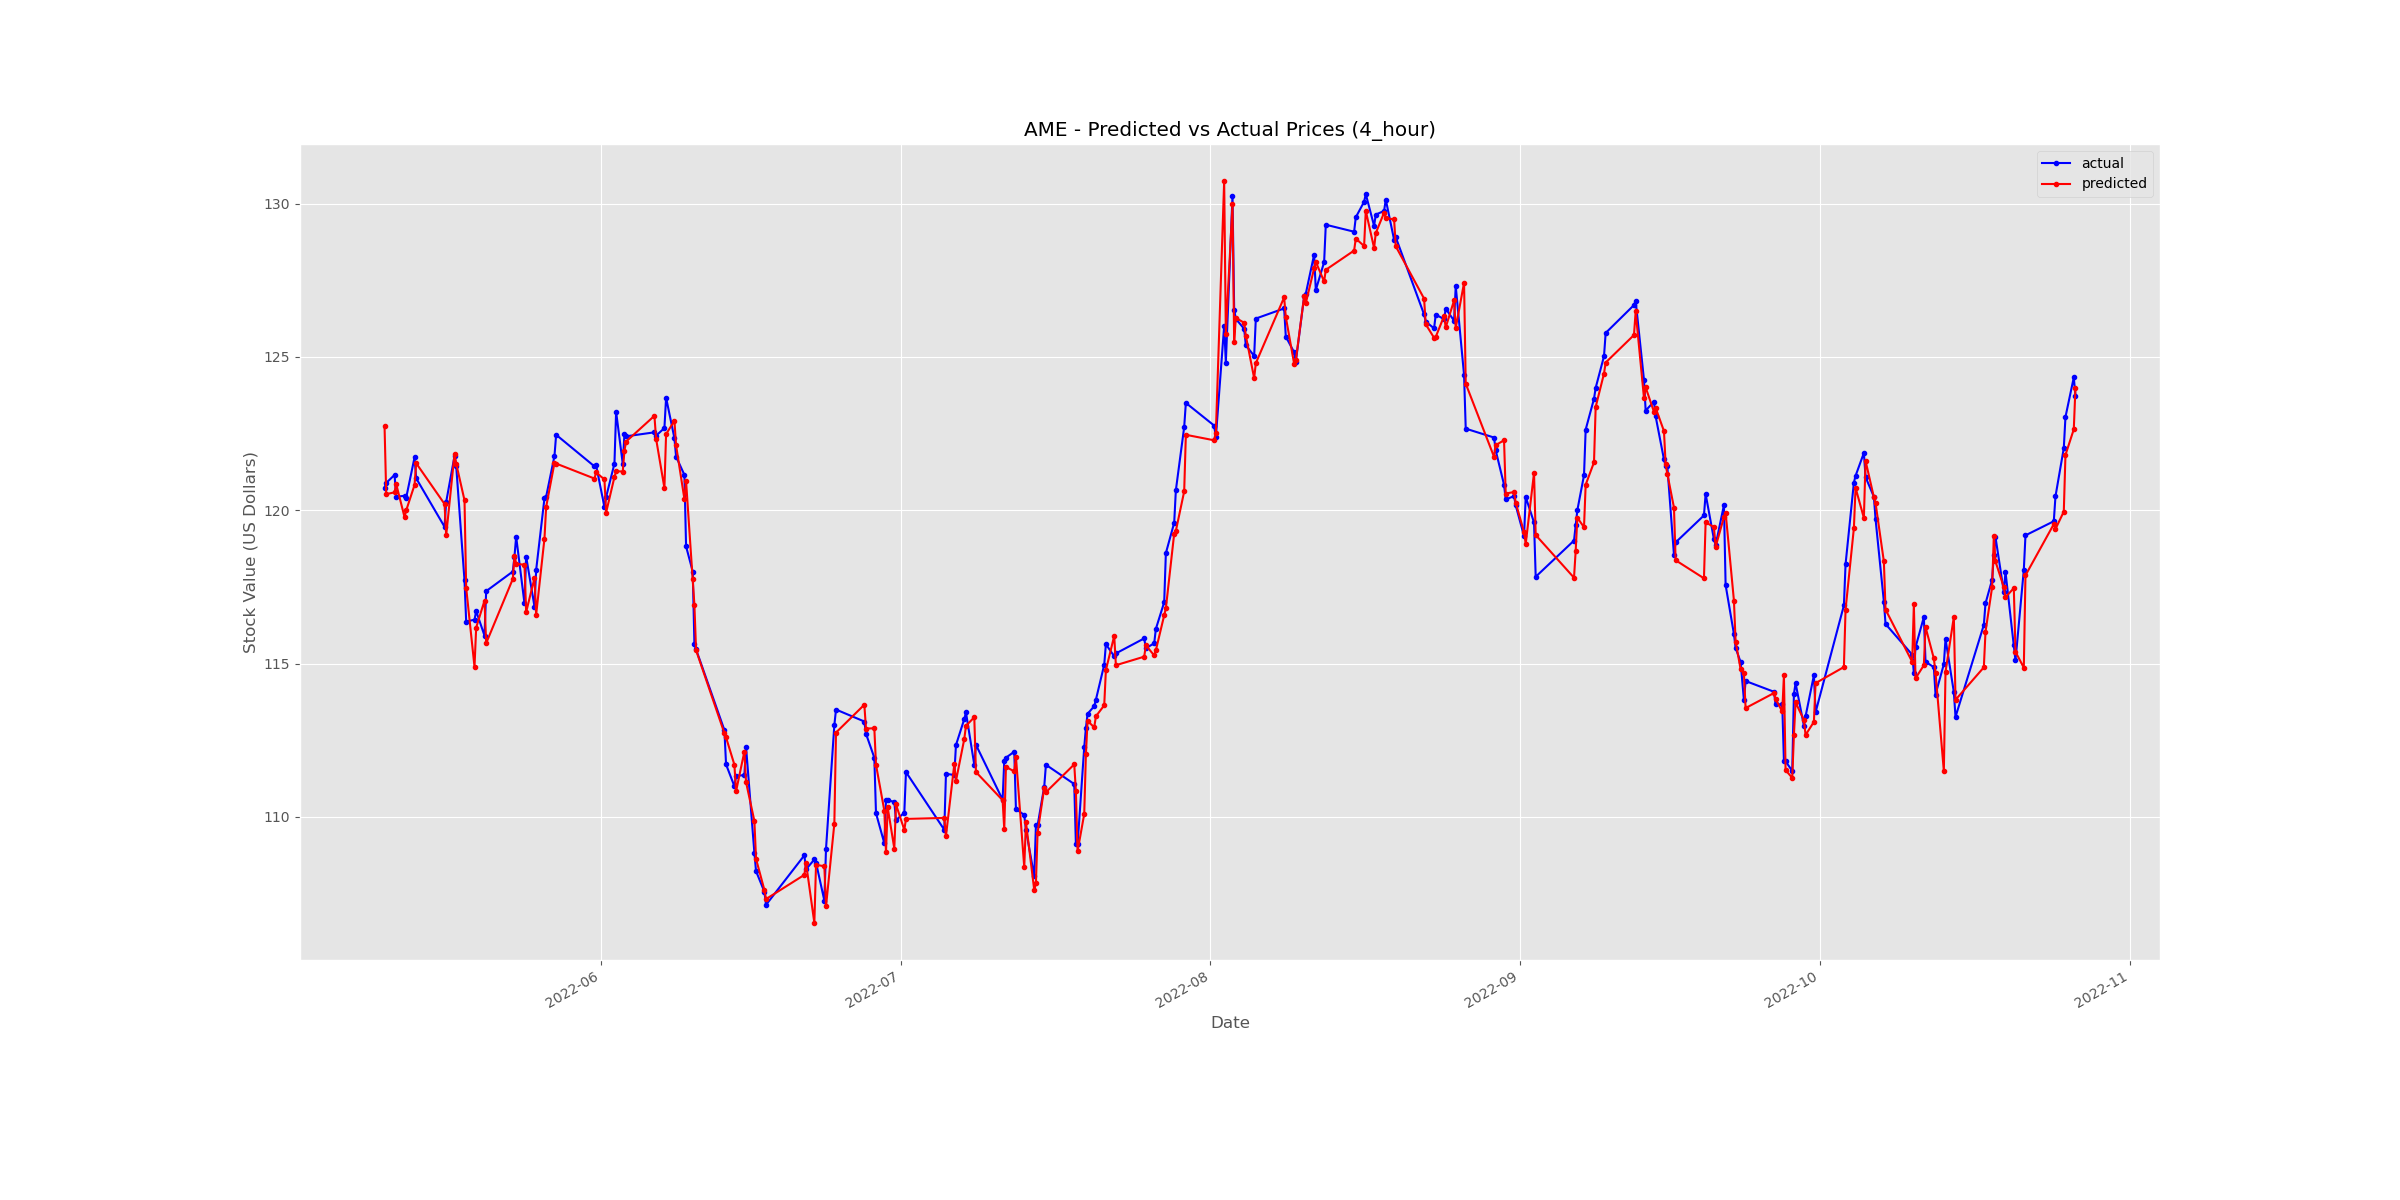 AME - Predicted vs Actual Prices (4_hour)
actual
predicted
130
125
120
115
110
Stock Value (US Dollars)
2022-06
2022-07
2022-08
2022-09
2022-10
2022-11
Date